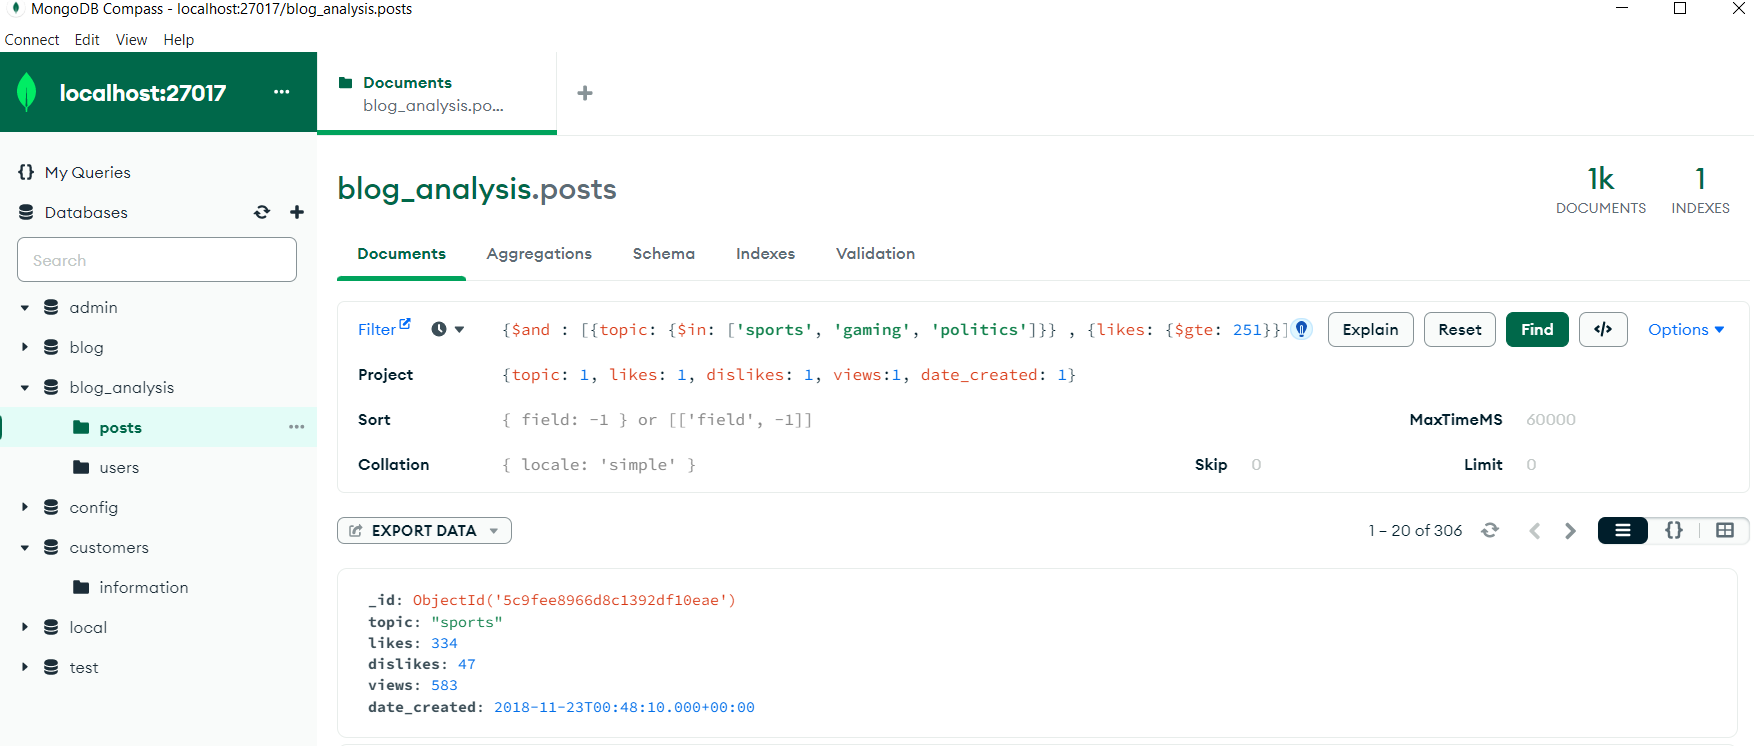 MongoDB Compass - localhost:27017/blog_analysis.posts
Connect Edit View Help
localhost:27017
Documents
blog_analysis.po...
My Queries
Databases
Search
admin
blog
blog_analysis
posts
users
config
customers
information
local
test
blog_analysis.posts
1k
DOCUMENTS
1
INDEXES
Documents Aggregations Schema Indexes Validation
Filter {$and : [{topic: {$in: ['sports', 'gaming', 'politics']}} , {likes: {$gte: 251}}] Explain Reset Find </> Options
Project {topic: 1, likes: 1, dislikes: 1, views:1, date_created: 1}
Sort { field: -1 } or [['field', -1]] MaxTimeMS 60000
Collation { locale: 'simple' } Skip 0 Limit 0
EXPORT DATA 1 – 20 of 306 {}
_id: ObjectId('5c9fee8966d8c1392df10eae')
topic: "sports"
likes: 334
dislikes: 47
views: 583
date_created: 2018-11-23T00:48:10.000+00:00